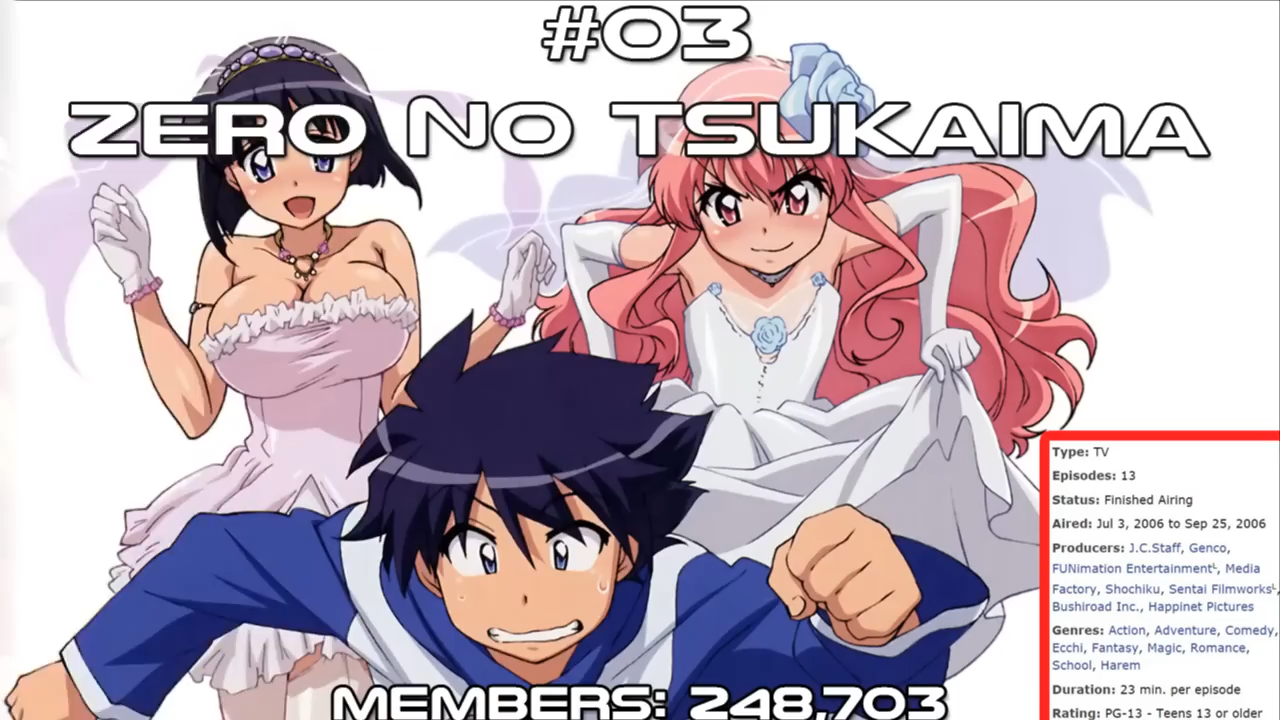 #03
ZERO NO TSUKAIMA
Type: TV
Episodes: 13
Status: Finished Airing
Aired: Jul 3, 2006 to Sep 25, 2006
Producers: J.C.Staff, Genco,
FUNimation Entertainmentᴸ, Media
Factory, Shochiku, Sentai Filmworksᴸ,
Bushiroad Inc., Happinet Pictures
Genres: Action, Adventure, Comedy,
Ecchi, Fantasy, Magic, Romance,
School, Harem
Duration: 23 min. per episode
Rating: PG-13 - Teens 13 or older
MEMBERS: 248,703